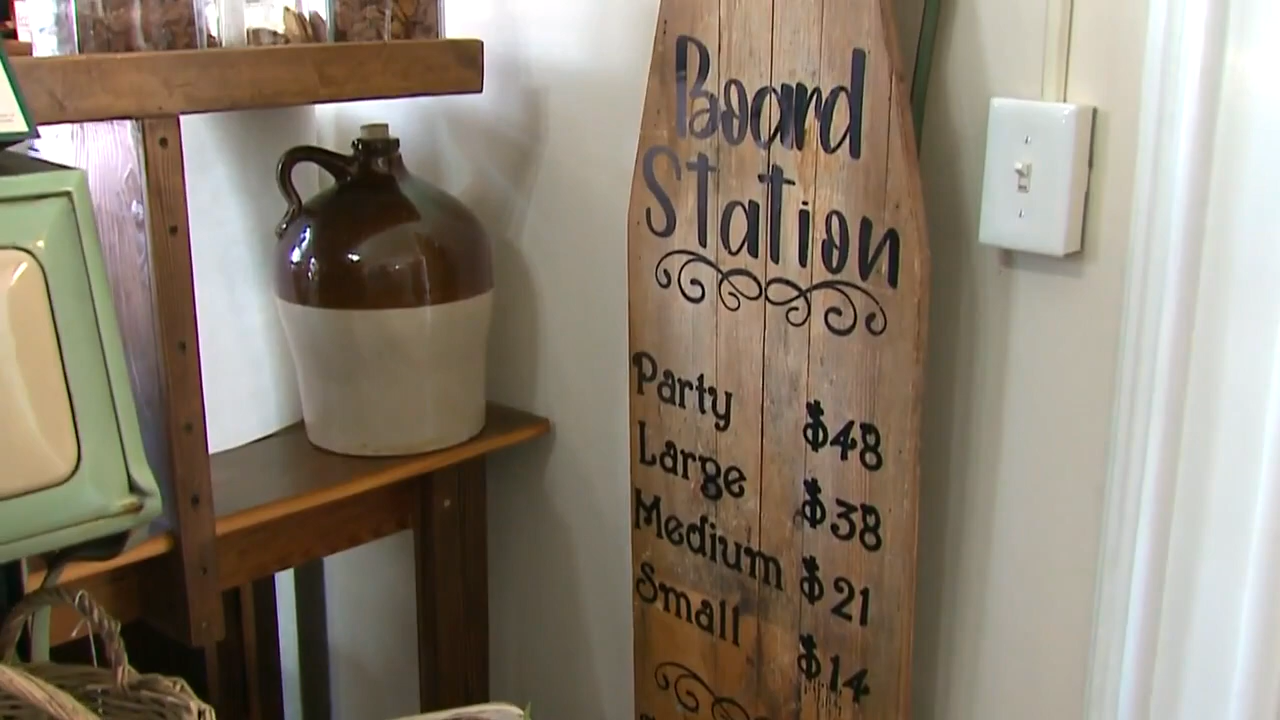 Board
Station
Party $48
Large $38
Medium $21
Small $14